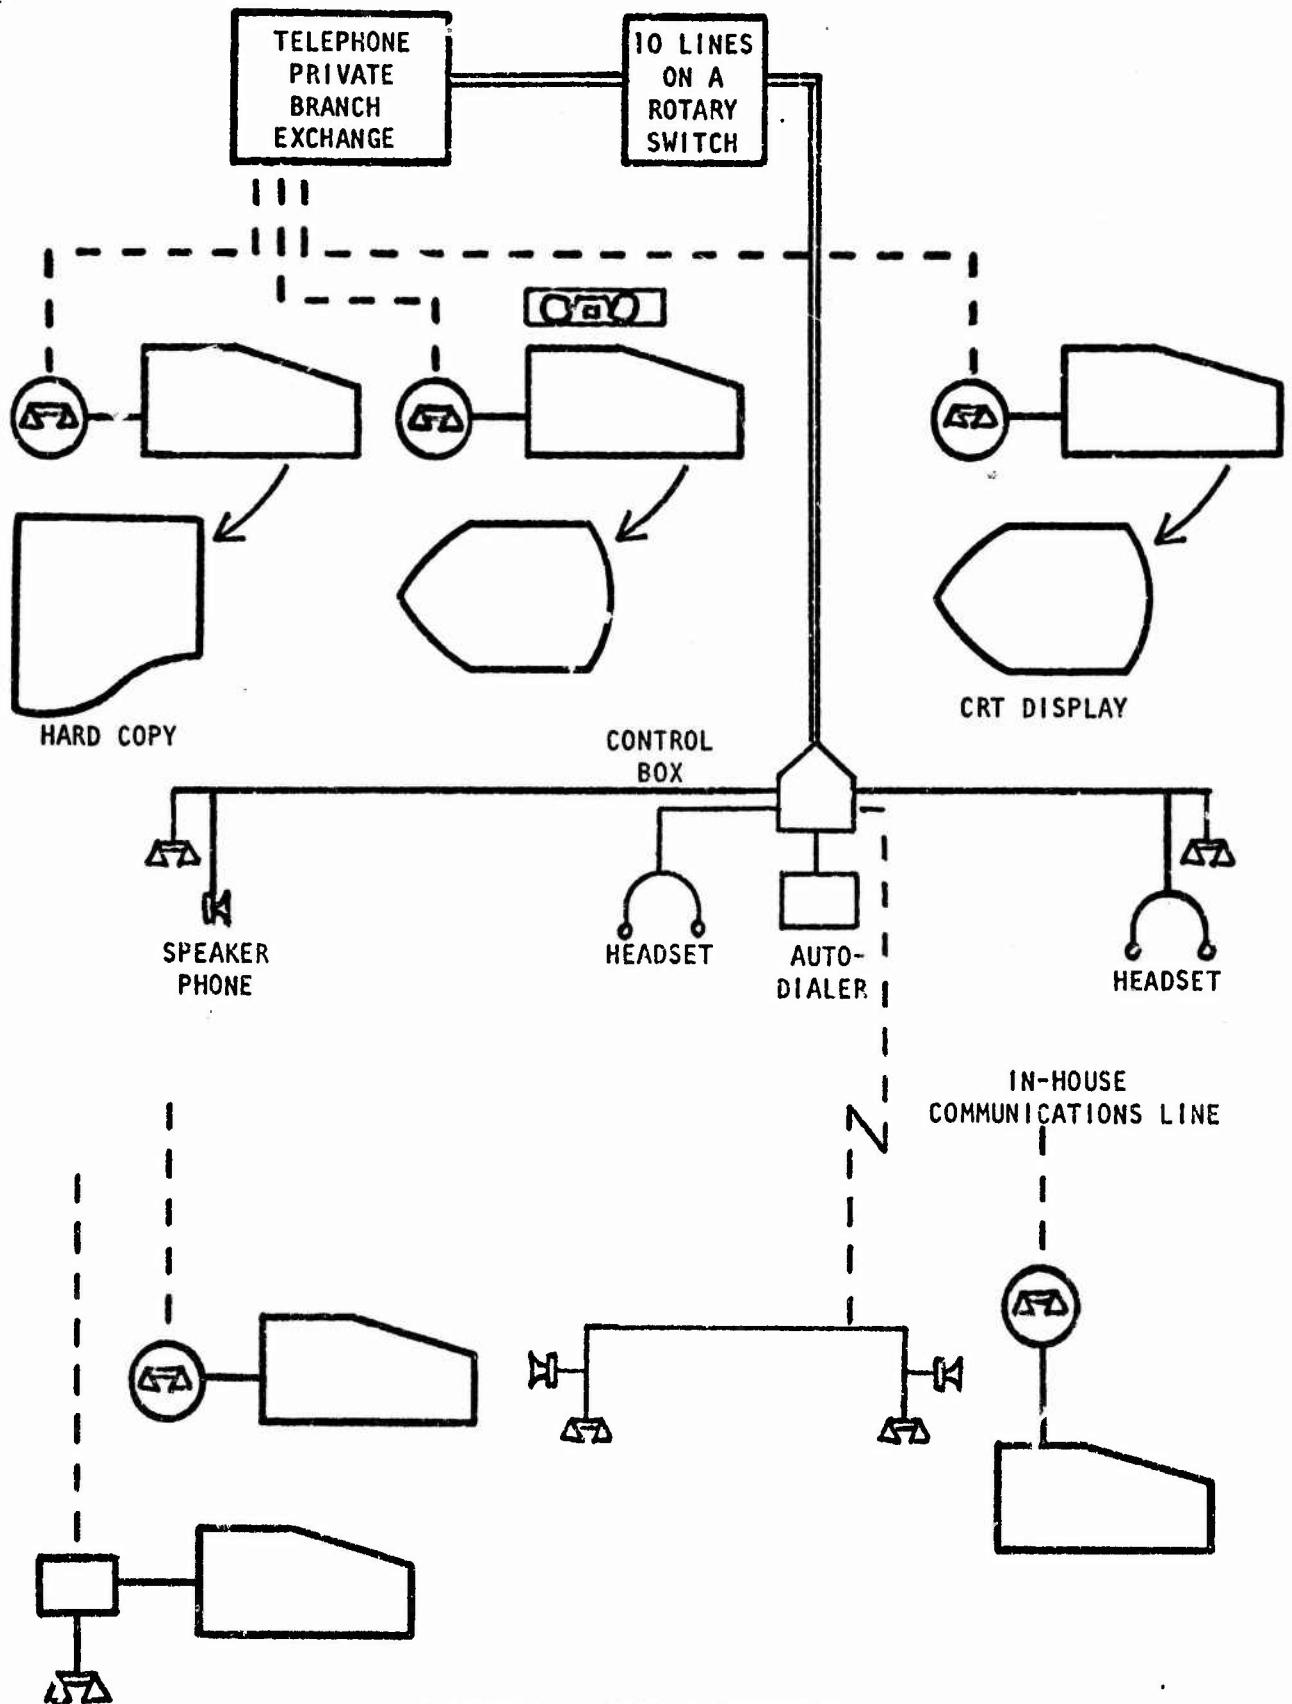 TELEPHONE
PRIVATE
BRANCH
EXCHANGE
10 LINES
ON A
ROTARY
SWITCH
HARD COPY
CRT DISPLAY
CONTROL
BOX
SPEAKER
PHONE
HEADSET
AUTO-
DIALER
HEADSET
IN-HOUSE
COMMUNICATIONS LINE